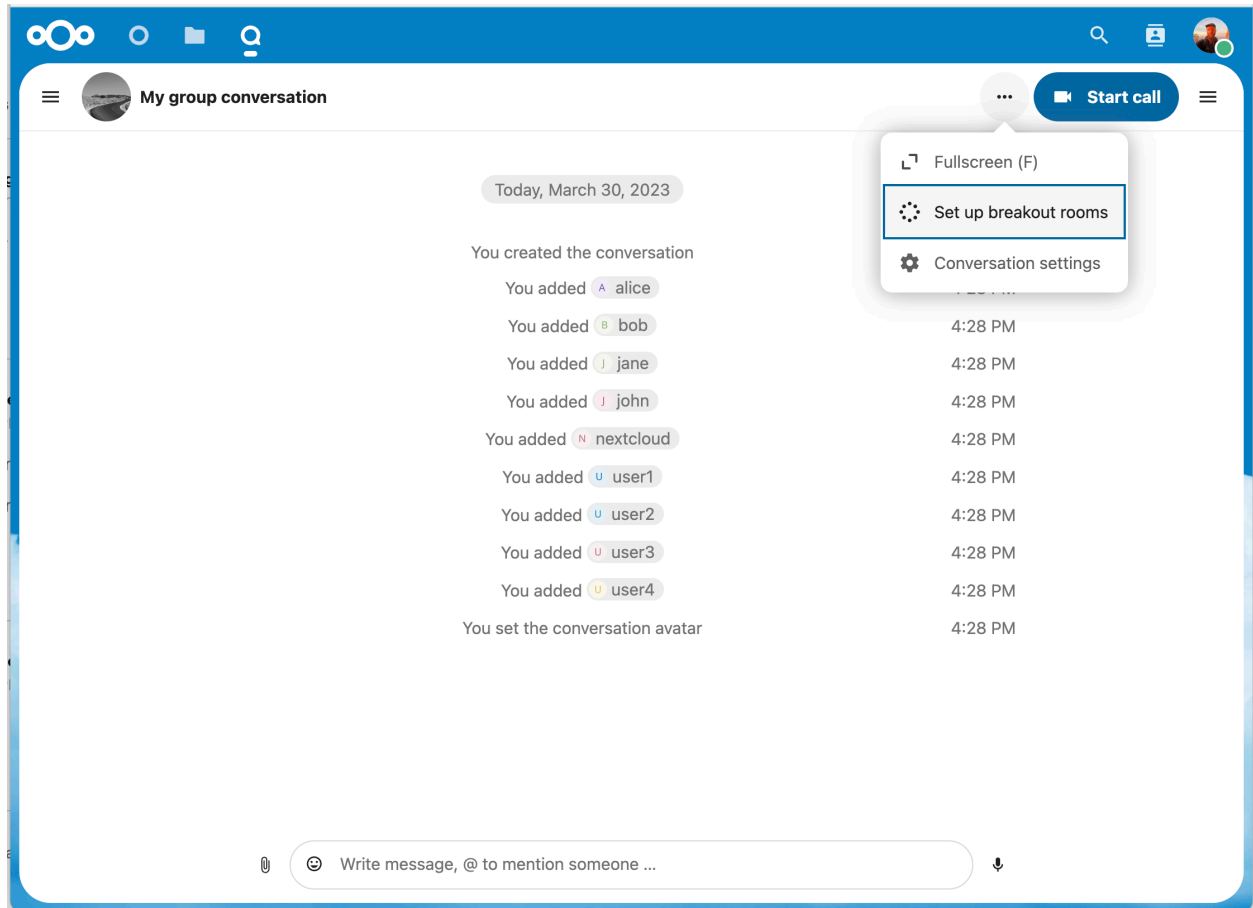 My group conversation
Start call
Fullscreen (F)
Set up breakout rooms
Conversation settings
Today, March 30, 2023
You created the conversation
You added A alice
You added B bob 4:28 PM
You added J jane 4:28 PM
You added J john 4:28 PM
You added N nextcloud 4:28 PM
You added U user1 4:28 PM
You added U user2 4:28 PM
You added U user3 4:28 PM
You added U user4 4:28 PM
You set the conversation avatar 4:28 PM
Write message, @ to mention someone ...